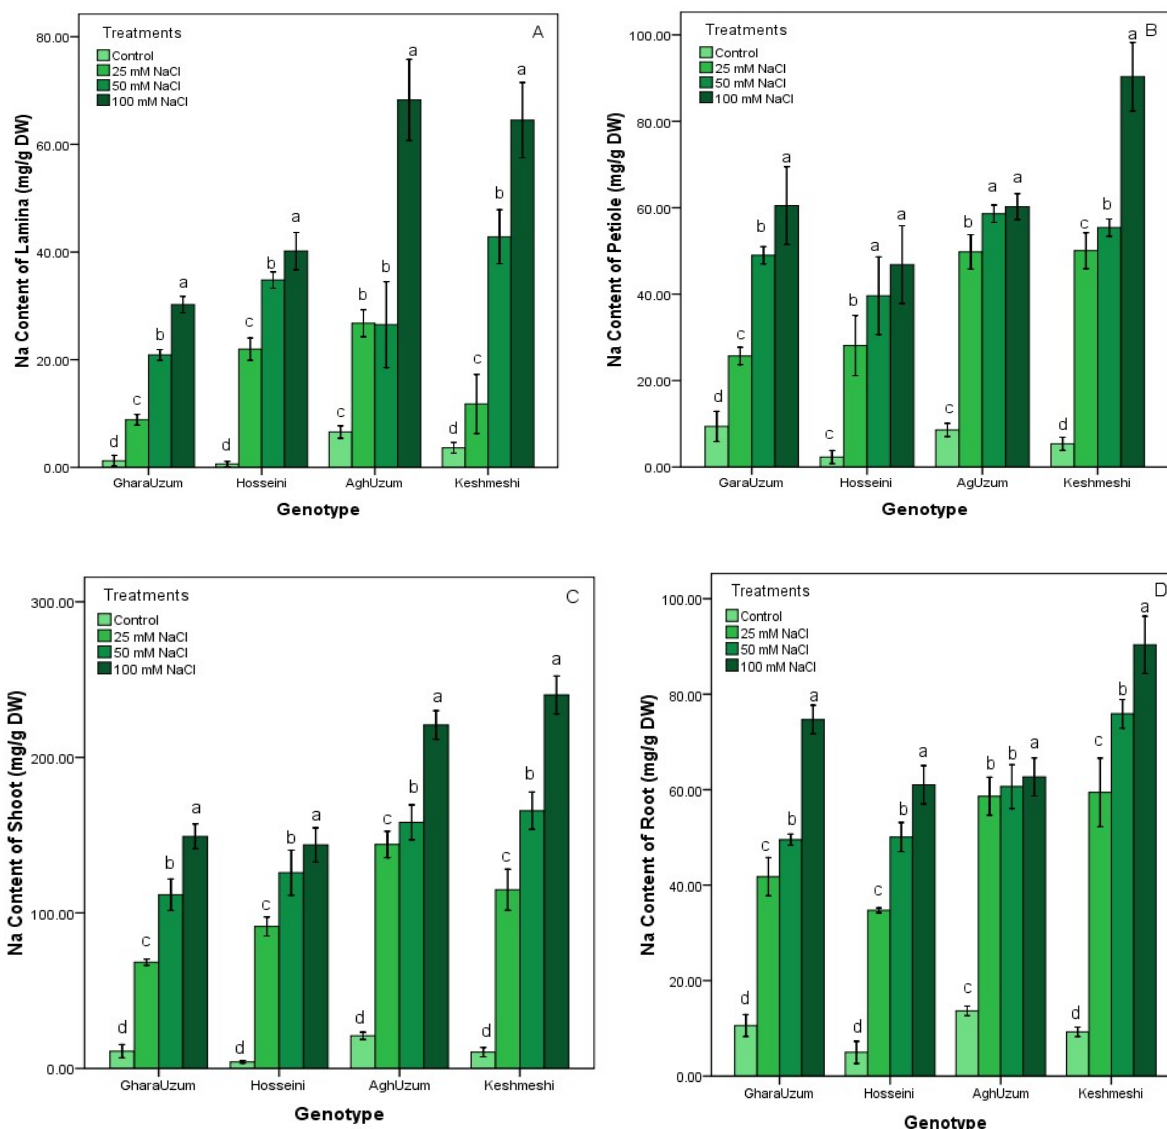 Treatments
Control
25 mM NaCl
50 mM NaCl
100 mM NaCl
A
80.00
60.00
40.00
20.00
0.00
Na Content of Lamina (mg/g DW)
d c b a
d c b a
c b b a
d c b a
GharaUzum Hosseini AghUzum Keshmeshi
Genotype
Treatments
Control
25 mM NaCl
50 mM NaCl
100 mM NaCl
B
100.00
80.00
60.00
40.00
20.00
0.00
Na Content of Petiole (mg/g DW)
d c b a
c b a a
c b a a
d c b a
GaraUzum Hosseini AgUzum Keshmeshi
Genotype
Treatments
Control
25 mM NaCl
50 mM NaCl
100 mM NaCl
C
300.00
200.00
100.00
0.00
Na Content of Shoot (mg/g DW)
d c b a
d c b a
d c b a
d c b a
GharaUzum Hosseini AghUzum Keshmeshi
Genotype
Treatments
Control
25 mM NaCl
50 mM NaCl
100 mM NaCl
D
100.00
80.00
60.00
40.00
20.00
0.00
Na Content of Root (mg/g DW)
d c b a
d c b a
c b b a
d c b a
GharaUzum Hosseini AghUzum Keshmeshi
Genotype